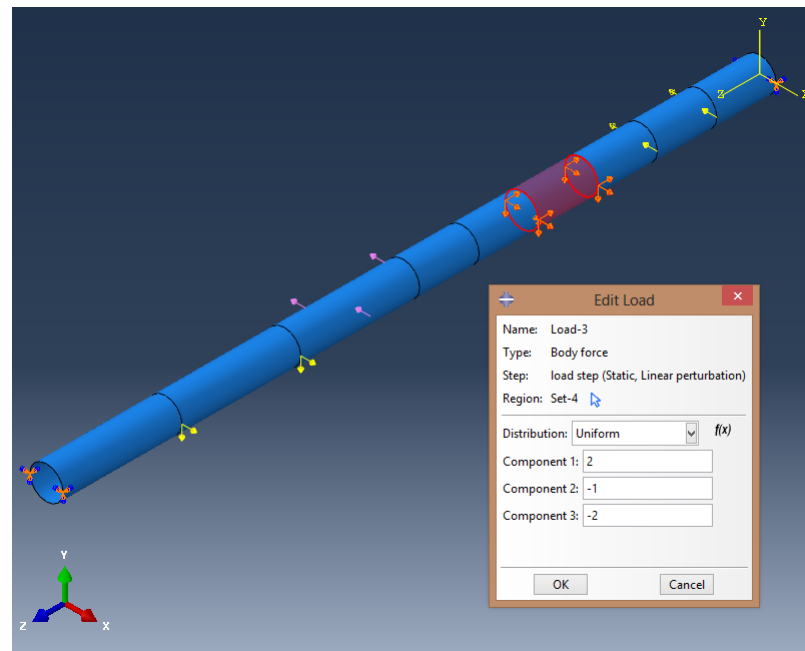 Y
Z
X
Edit Load
Name: Load-3
Type: Body force
Step: load step (Static, Linear perturbation)
Region: Set-4
Distribution: Uniform f(x)
Component 1: 2
Component 2: -1
Component 3: -2
OK Cancel
Y
Z
X